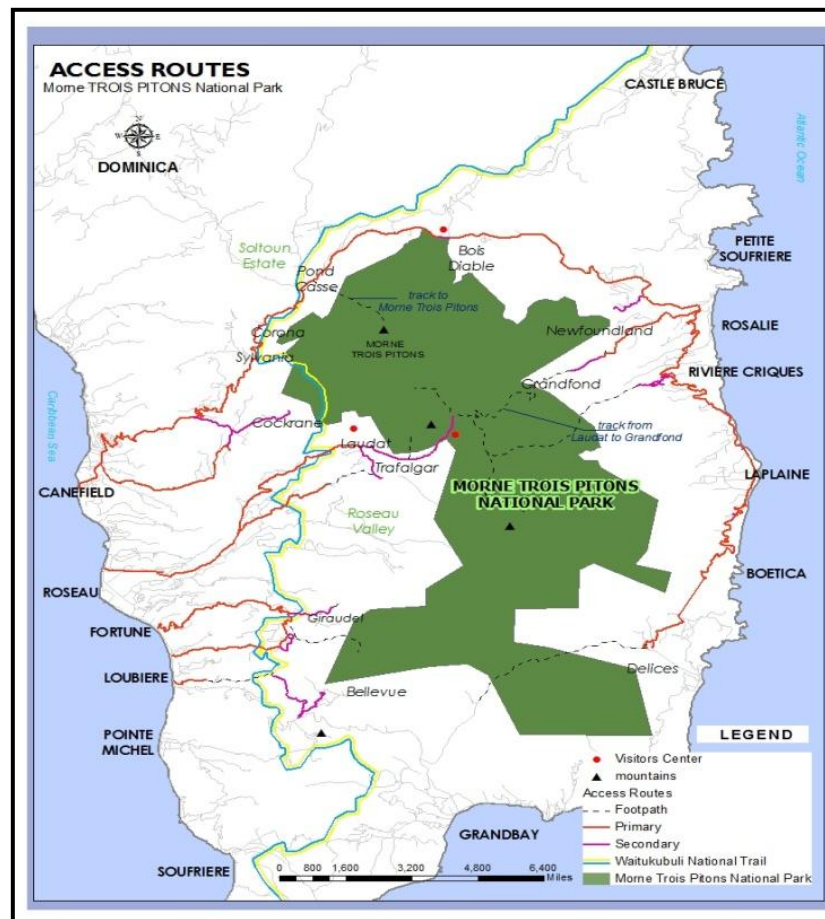 ACCESS ROUTES
Morne TROIS PITONS National Park
N
W
E
S
DOMINICA
CASTLE BRUCE
Atlantic Ocean
Soltoun
Estate
Bois
Diable
PETITE
SOUFRIERE
Pond
Casse
track to
Morne Trois Pitons
Corona
MORNE
TROIS PITONS
Newfoundland
ROSALIE
Sylvania
RIVIÈRE CRIQUES
Grandfond
Caribbean Sea
Cockrane
track from
Laudat to Grandfond
Laudat
Trafalgar
LAPLAINE
CANEFIELD
MORNE TROIS PITONS
NATIONAL PARK
Roseau
Valley
BOETICA
ROSEAU
Giraudel
FORTUNE
Delices
LOUBIERE
Bellevue
POINTE
MICHEL
LEGEND
Visitors Center
mountains
Access Routes
Footpath
Primary
Secondary
Waitukubuli National Trail
Morne Trois Pitons National Park
GRANDBAY
SOUFRIERE
0 800 1,600 3,200 4,800 6,400
Miles